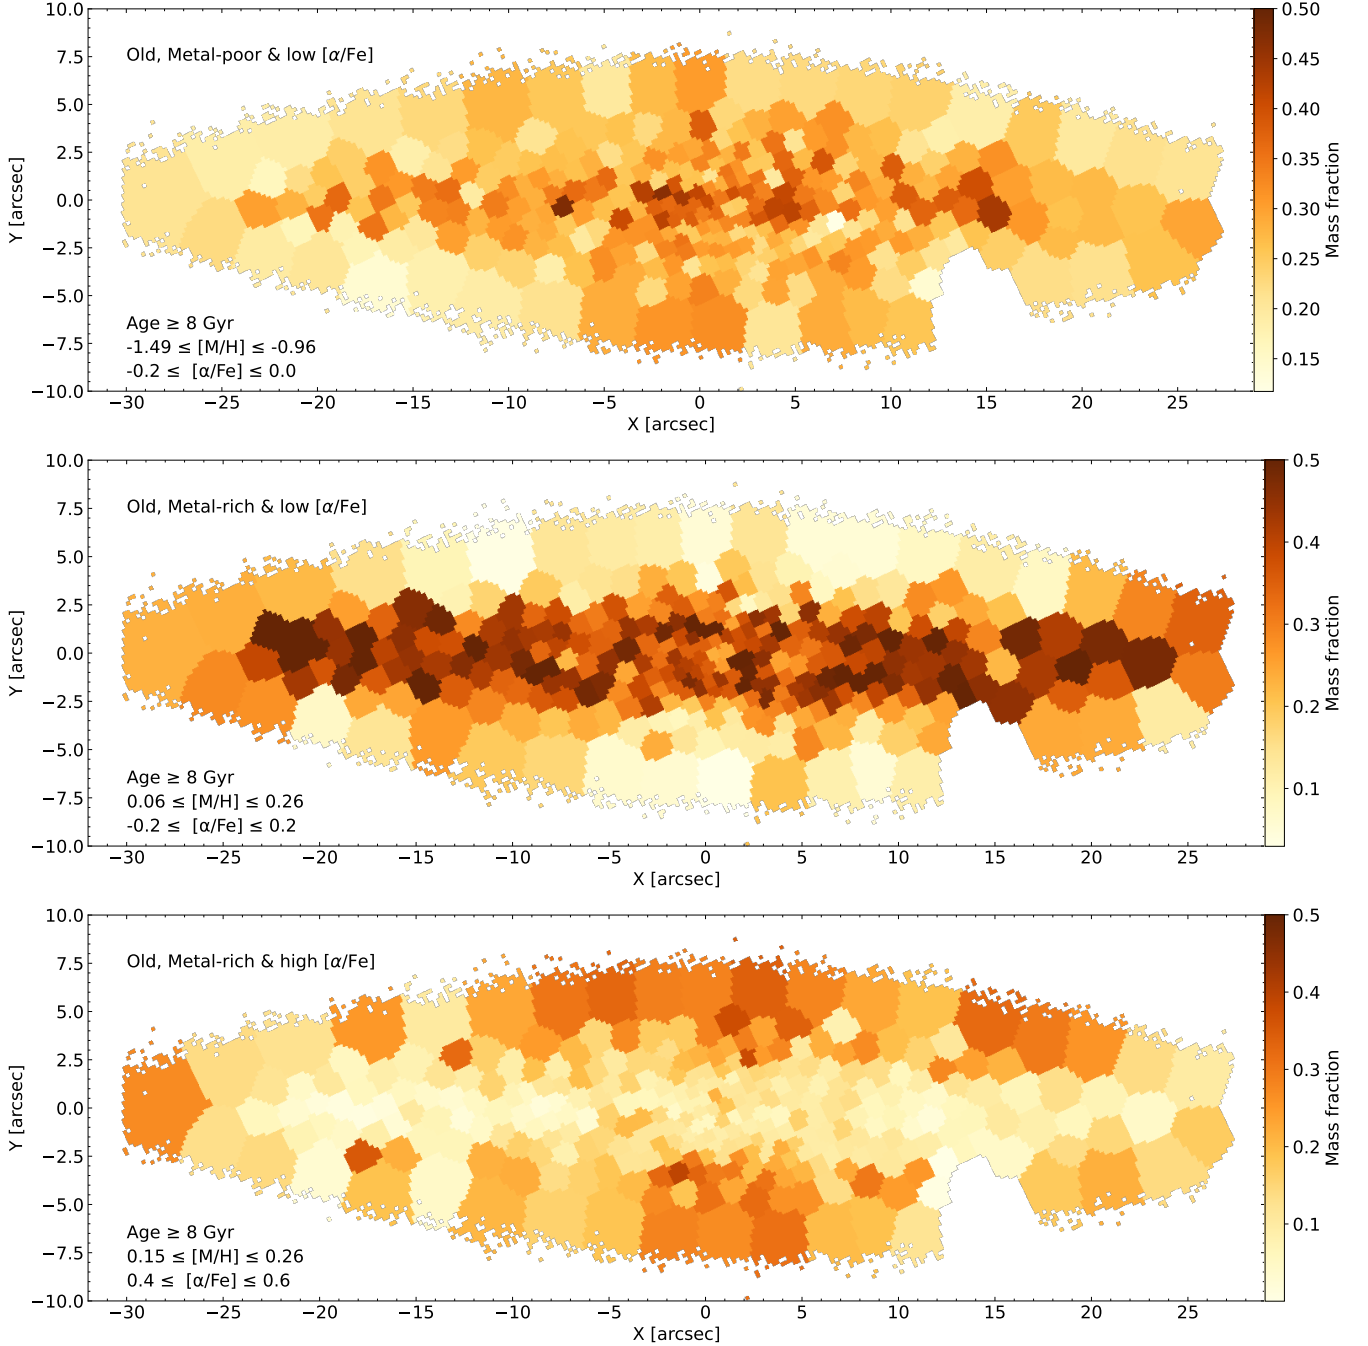 10.0
7.5
5.0
2.5
0.0
−2.5
−5.0
−7.5
−10.0
Y [arcsec]
Old, Metal-poor & low [α/Fe]
Age ≥ 8 Gyr
-1.49 ≤ [M/H] ≤ -0.96
-0.2 ≤ [α/Fe] ≤ 0.0
−30 −25 −20 −15 −10 −5 0 5 10 15 20 25
X [arcsec]
0.50
0.45
0.40
0.35
0.30
0.25
0.20
0.15
Mass fraction
10.0
7.5
5.0
2.5
0.0
−2.5
−5.0
−7.5
−10.0
Y [arcsec]
Old, Metal-rich & low [α/Fe]
Age ≥ 8 Gyr
0.06 ≤ [M/H] ≤ 0.26
-0.2 ≤ [α/Fe] ≤ 0.2
−30 −25 −20 −15 −10 −5 0 5 10 15 20 25
X [arcsec]
0.5
0.4
0.3
0.2
0.1
Mass fraction
10.0
7.5
5.0
2.5
0.0
−2.5
−5.0
−7.5
−10.0
Y [arcsec]
Old, Metal-rich & high [α/Fe]
Age ≥ 8 Gyr
0.15 ≤ [M/H] ≤ 0.26
0.4 ≤ [α/Fe] ≤ 0.6
−30 −25 −20 −15 −10 −5 0 5 10 15 20 25
X [arcsec]
0.5
0.4
0.3
0.2
0.1
Mass fraction